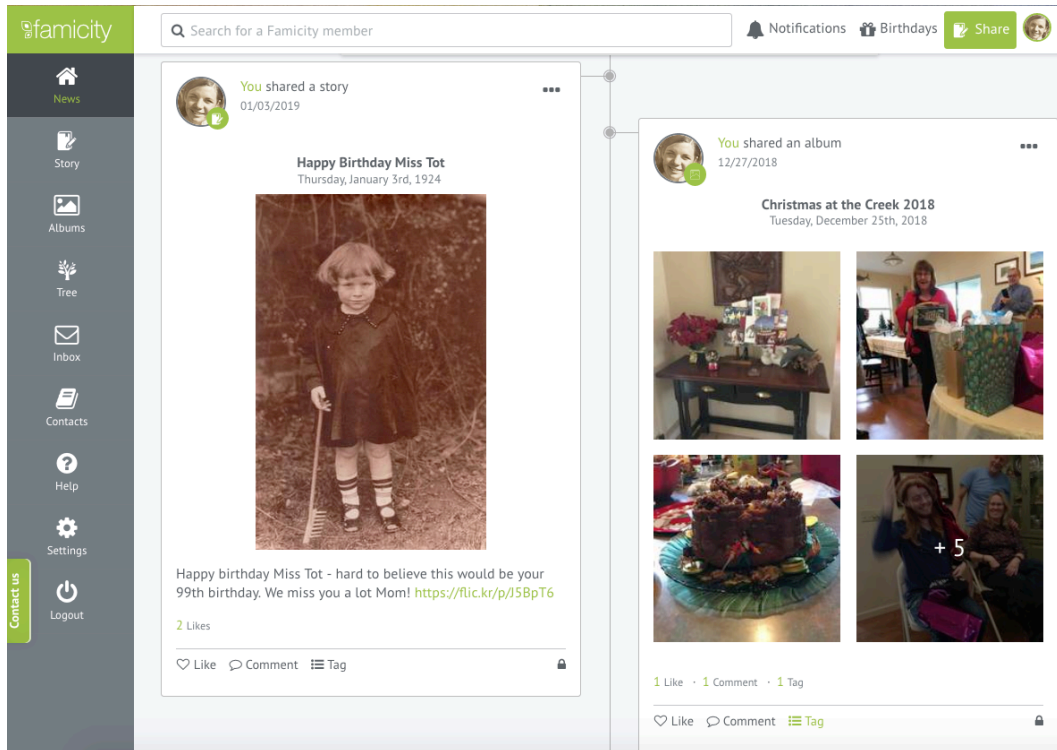 famicity
Search for a Famicity member
Notifications
Birthdays
Share
News
Story
Albums
Tree
Inbox
Contacts
Help
Settings
Logout
Contact us
You shared a story
01/03/2019
Happy Birthday Miss Tot
Thursday, January 3rd, 1924
Happy birthday Miss Tot - hard to believe this would be your
99th birthday. We miss you a lot Mom! https://flic.kr/p/J5BpT6
2 Likes
Like Comment Tag
You shared an album
12/27/2018
Christmas at the Creek 2018
Tuesday, December 25th, 2018
+ 5
1 Like · 1 Comment · 1 Tag
Like Comment Tag